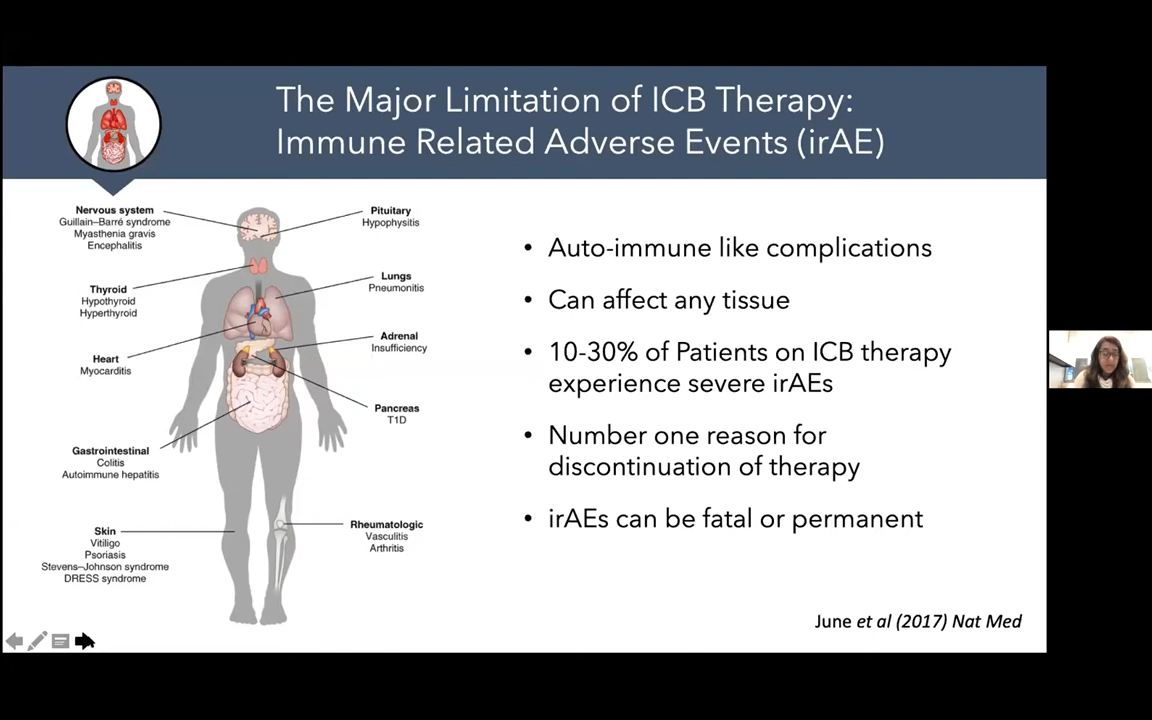 The Major Limitation of ICB Therapy:
Immune Related Adverse Events (irAE)
Nervous system
Guillain–Barré syndrome
Myasthenia gravis
Encephalitis
Thyroid
Hypothyroid
Hyperthyroid
Heart
Myocarditis
Gastrointestinal
Colitis
Autoimmune hepatitis
Skin
Vitiligo
Psoriasis
Stevens–Johnson syndrome
DRESS syndrome
Pituitary
Hypophysitis
Lungs
Pneumonitis
Adrenal
Insufficiency
Pancreas
T1D
Rheumatologic
Vasculitis
Arthritis
• Auto-immune like complications
• Can affect any tissue
• 10-30% of Patients on ICB therapy
experience severe irAEs
• Number one reason for
discontinuation of therapy
• irAEs can be fatal or permanent
June et al (2017) Nat Med